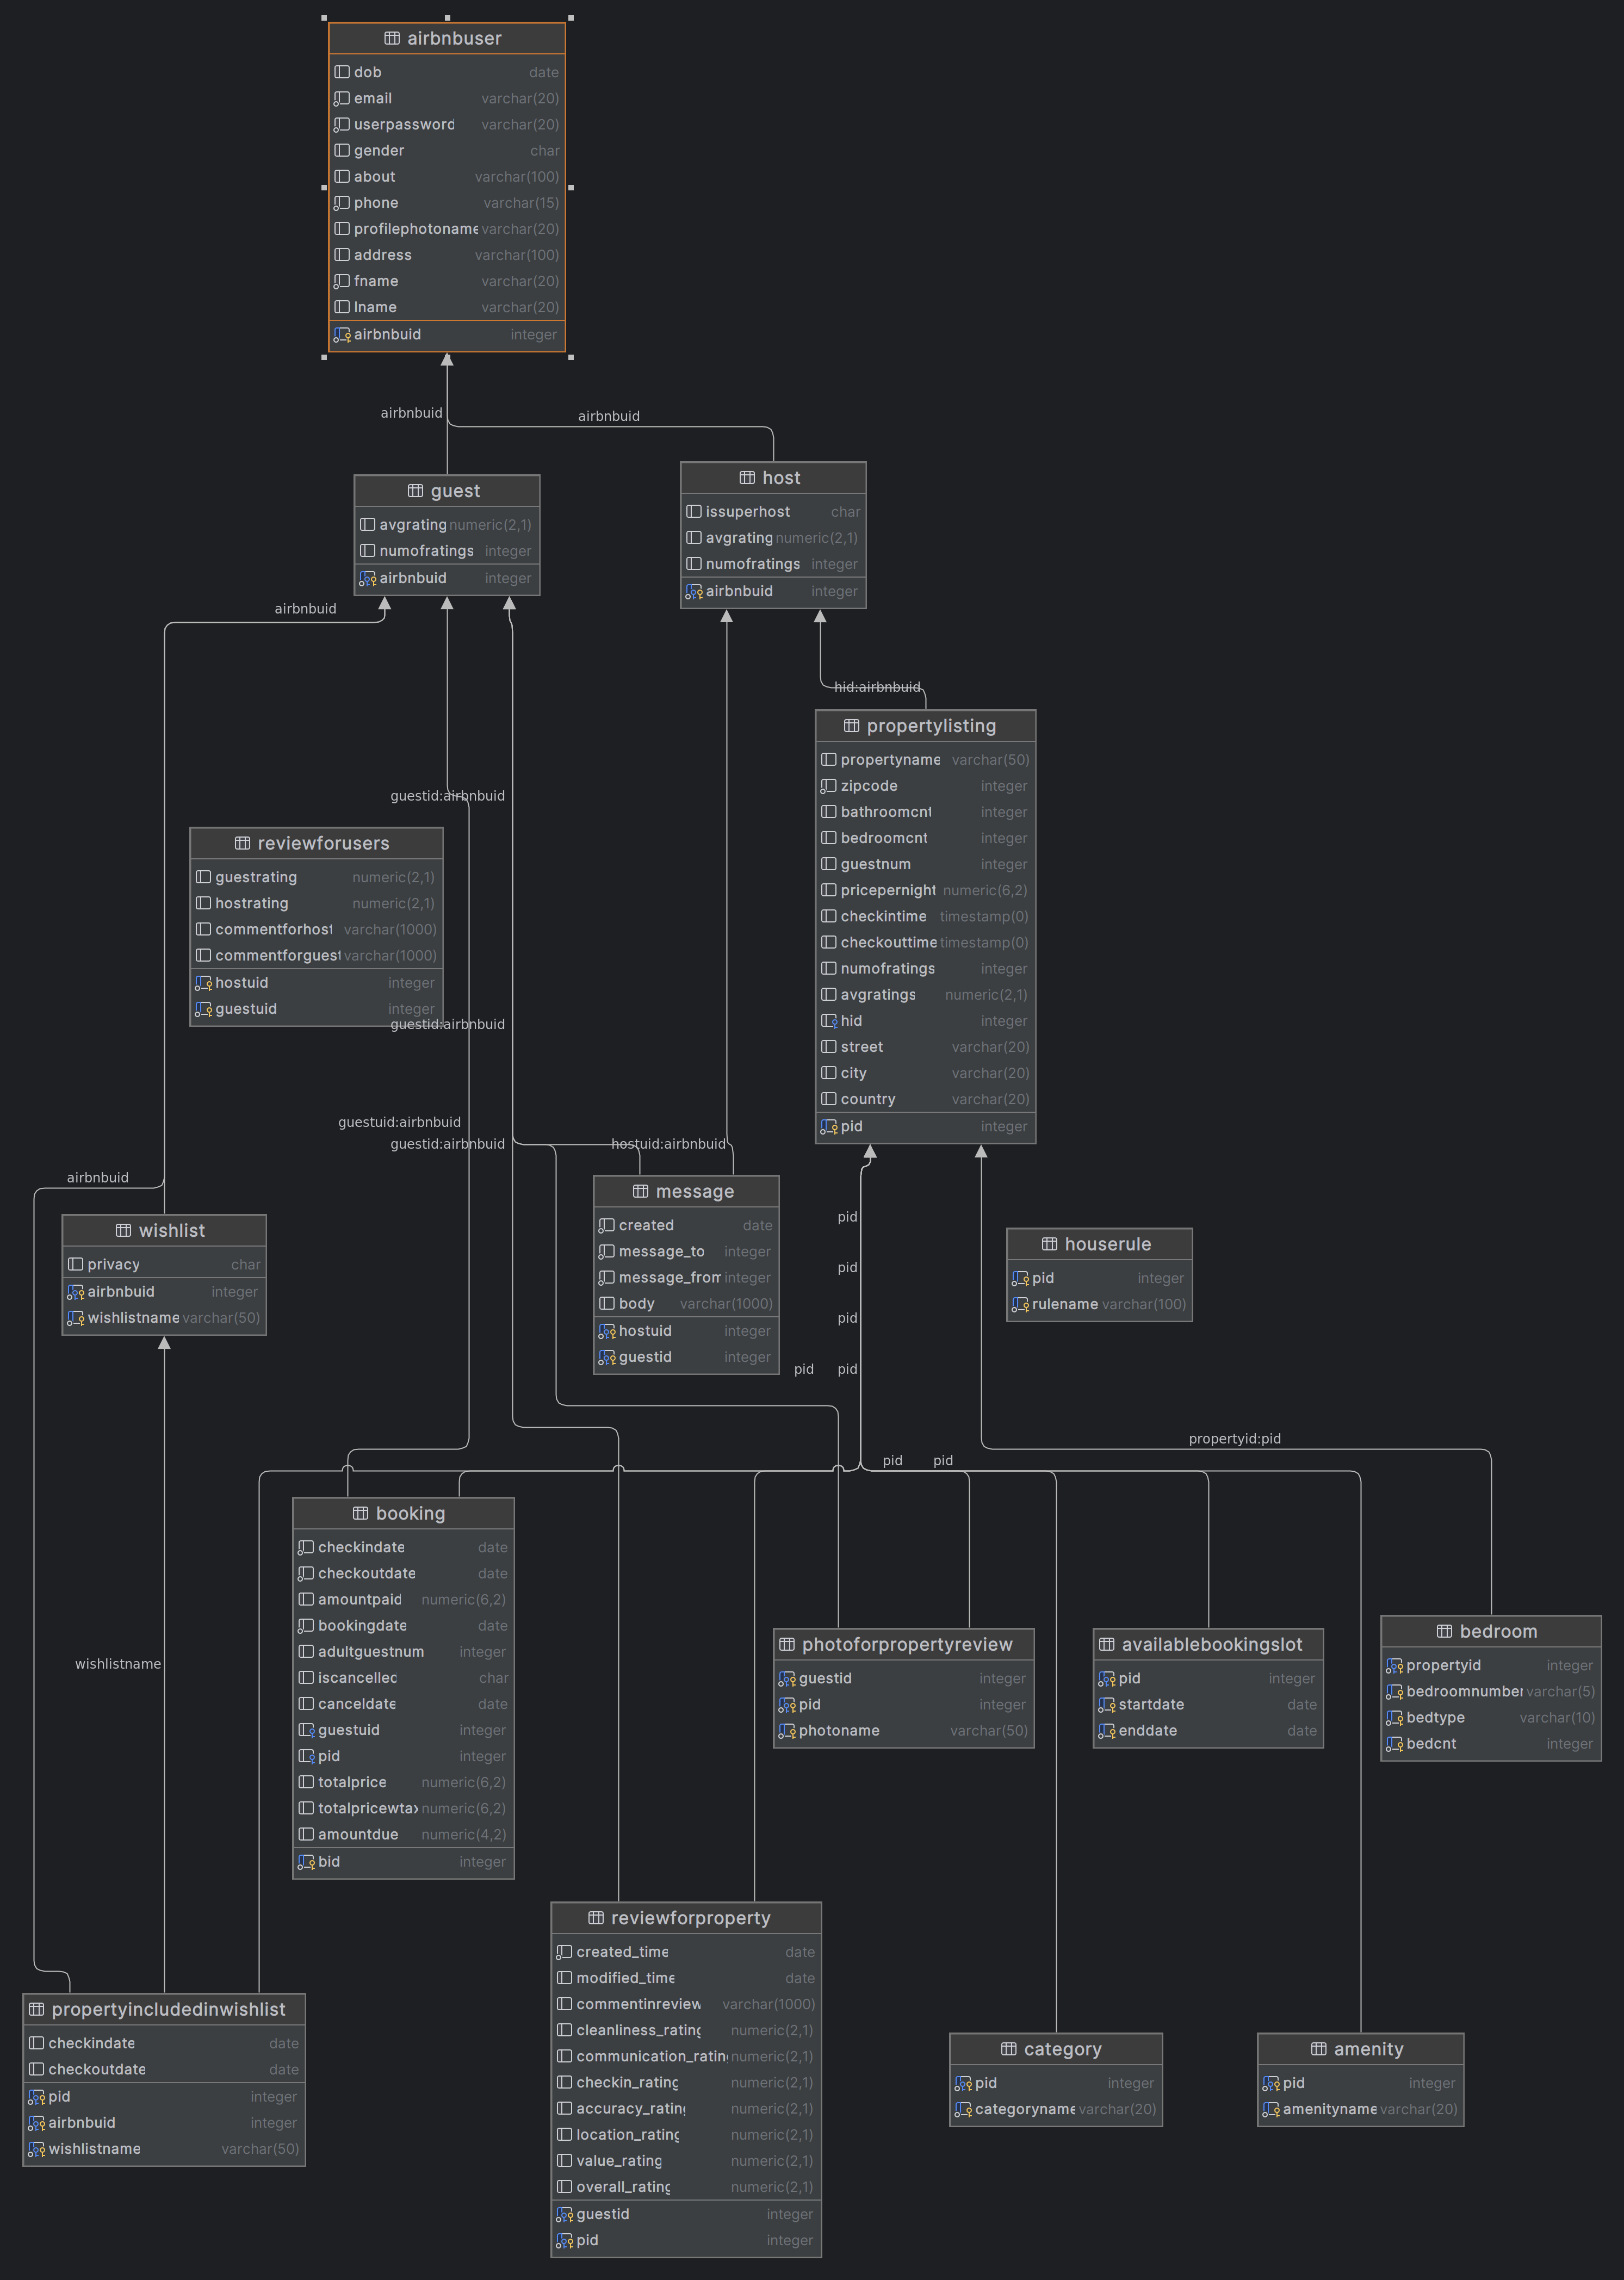 airbnbuser
dob date
email varchar(20)
userpassword varchar(20)
gender char
about varchar(100)
phone varchar(15)
profilephotoname varchar(20)
address varchar(100)
fname varchar(20)
lname varchar(20)
airbnbuid integer
airbnbuid
airbnbuid
guest
avgrating numeric(2,1)
numofratings integer
airbnbuid integer
host
issuperhost char
avgrating numeric(2,1)
numofratings integer
airbnbuid integer
airbnbuid
hid:airbnbuid
propertylisting
propertyname varchar(50)
zipcode integer
bathroomcnt integer
bedroomcnt integer
guestnum integer
pricepernight numeric(6,2)
checkintime timestamp(0)
checkouttime timestamp(0)
numofratings integer
avgratings numeric(2,1)
hid integer
street varchar(20)
city varchar(20)
country varchar(20)
pid integer
guestid:airbnbuid
reviewforusers
guestrating numeric(2,1)
hostrating numeric(2,1)
commentforhost varchar(1000)
commentforguest varchar(1000)
hostuid integer
guestuid integer
guestid:airbnbuid
guestuid:airbnbuid
guestid:airbnbuid
hostuid:airbnbuid
airbnbuid
wishlist
privacy char
airbnbuid integer
wishlistname varchar(50)
message
created date
message_to integer
message_from integer
body varchar(1000)
hostuid integer
guestid integer
pid
pid
pid
pid pid
houserule
pid integer
rulename varchar(100)
propertyid:pid
pid pid
booking
checkindate date
checkoutdate date
amountpaid numeric(6,2)
bookingdate date
adultguestnum integer
iscancelled char
canceldate date
guestuid integer
pid integer
totalprice numeric(6,2)
totalpricewtax numeric(6,2)
amountdue numeric(4,2)
bid integer
wishlistname
photoforpropertyreview
guestid integer
pid integer
photoname varchar(50)
availablebookingslot
pid integer
startdate date
enddate date
bedroom
propertyid integer
bedroomnumber varchar(5)
bedtype varchar(10)
bedcnt integer
reviewforproperty
created_time date
modified_time date
commentinreview varchar(1000)
cleanliness_rating numeric(2,1)
communication_ratin numeric(2,1)
checkin_rating numeric(2,1)
accuracy_rating numeric(2,1)
location_rating numeric(2,1)
value_rating numeric(2,1)
overall_rating numeric(2,1)
guestid integer
pid integer
propertyincludedinwishlist
checkindate date
checkoutdate date
pid integer
airbnbuid integer
wishlistname varchar(50)
category
pid integer
categoryname varchar(20)
amenity
pid integer
amenityname varchar(20)